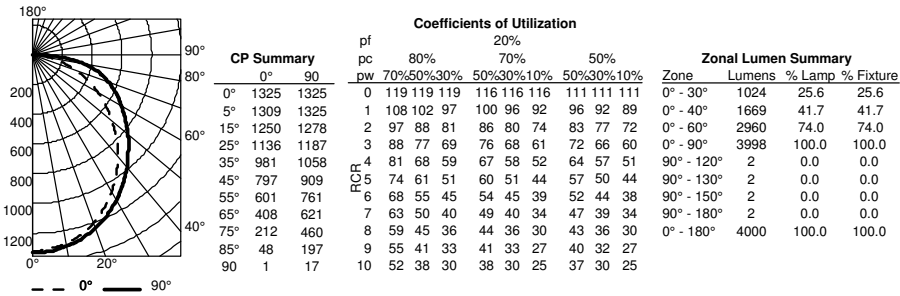 180°
90°
80°
200
400
60°
600
800
1000
40°
1200
0° 20°
0° 90°
CP Summary
0° 90
0° 1325 1325
5° 1309 1325
15° 1250 1278
25° 1136 1187
35° 981 1058
45° 797 909
55° 601 761
65° 408 621
75° 212 460
85° 48 197
90 1 17
Coefficients of Utilization
pf 20%
pc 80% 70% 50%
pw 70%50%30% 50%30%10% 50%30%10%
RCR
0 119 119 119 116 116 116 111 111 111
1 108 102 97 100 96 92 96 92 89
2 97 88 81 86 80 74 83 77 72
3 88 77 69 76 68 61 72 66 60
4 81 68 59 67 58 52 64 57 51
5 74 61 51 60 51 44 57 50 44
6 68 55 45 54 45 39 52 44 38
7 63 50 40 49 40 34 47 39 34
8 59 45 36 44 36 30 43 36 30
9 55 41 33 41 33 27 40 32 27
10 52 38 30 38 30 25 37 30 25
Zonal Lumen Summary
Zone Lumens % Lamp % Fixture
0° - 30° 1024 25.6 25.6
0° - 40° 1669 41.7 41.7
0° - 60° 2960 74.0 74.0
0° - 90° 3998 100.0 100.0
90° - 120° 2 0.0 0.0
90° - 130° 2 0.0 0.0
90° - 150° 2 0.0 0.0
90° - 180° 2 0.0 0.0
0° - 180° 4000 100.0 100.0